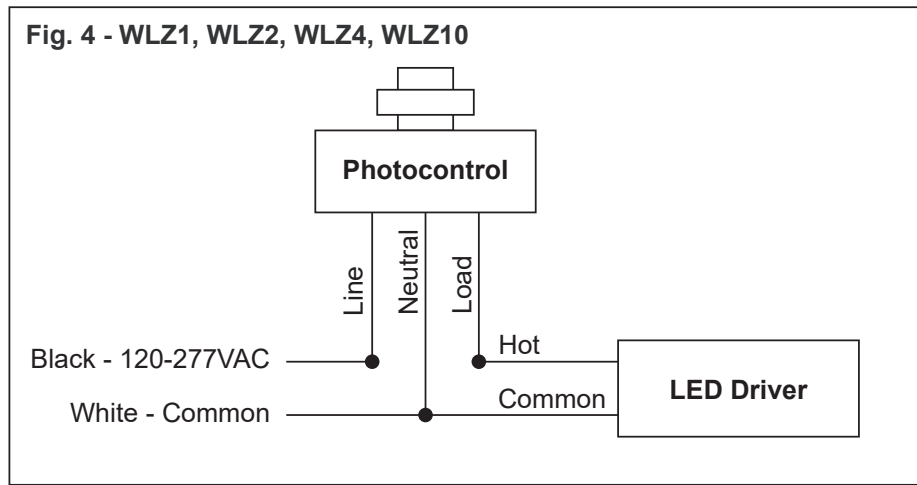 Fig. 4 - WLZ1, WLZ2, WLZ4, WLZ10
Photocontrol
Line
Neutral
Load
Black - 120-277VAC
Hot
White - Common
Common
LED Driver